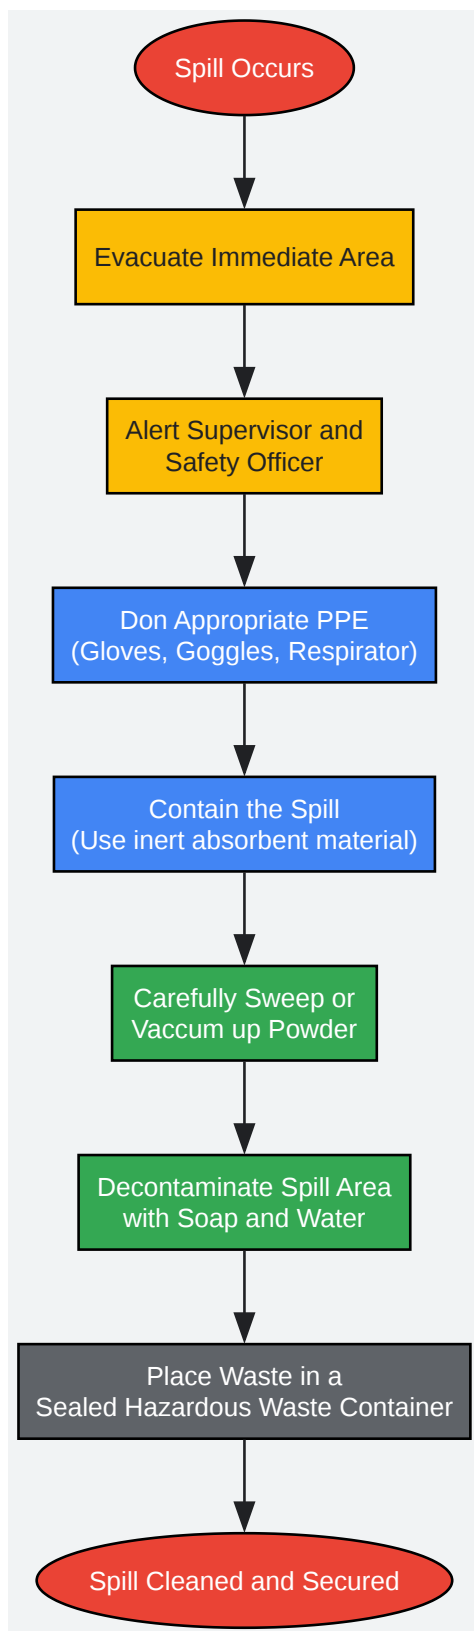 Spill Occurs
Evacuate Immediate Area
Alert Supervisor and
Safety Officer
Don Appropriate PPE
(Gloves, Goggles, Respirator)
Contain the Spill
(Use inert absorbent material)
Carefully Sweep or
Vaccum up Powder
Decontaminate Spill Area
with Soap and Water
Place Waste in a
Sealed Hazardous Waste Container
Spill Cleaned and Secured